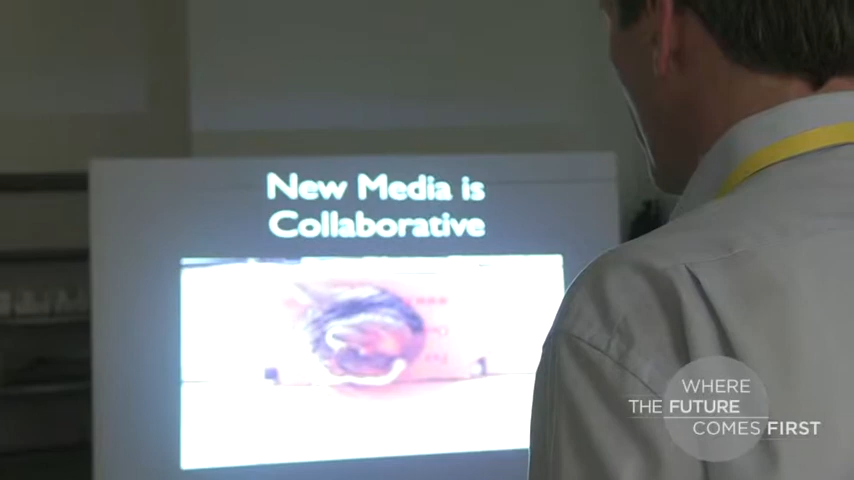 New Media is
Collaborative
WHERE
THE FUTURE
COMES FIRST